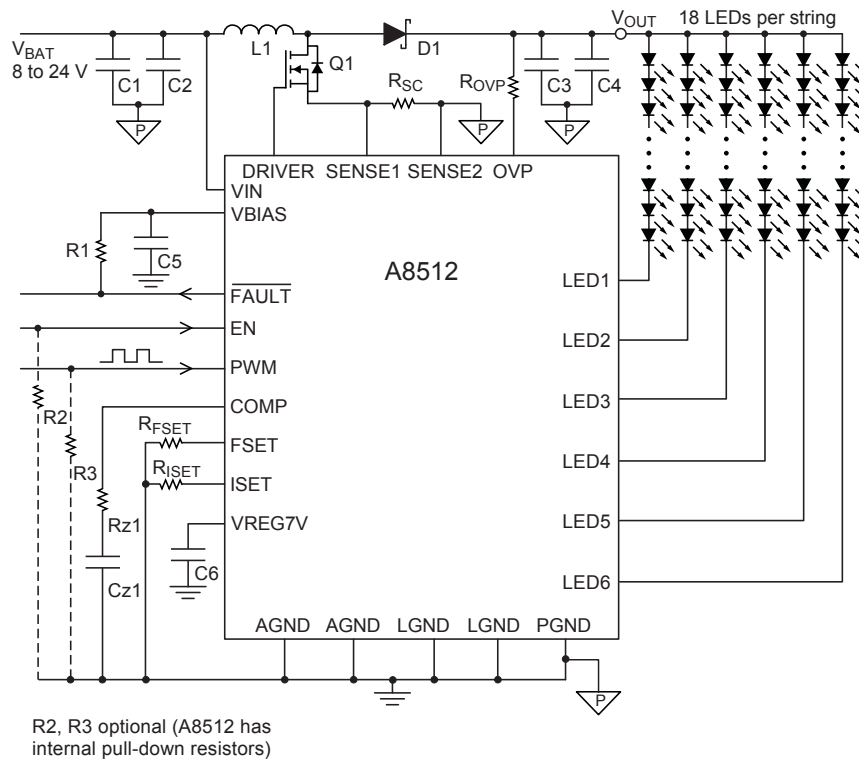 V_BAT
8 to 24 V
C1
C2
L1
Q1
D1
V_OUT
18 LEDs per string
R_SC
R_OVP
C3
C4
P
P
P
DRIVER
SENSE1
SENSE2
OVP
VIN
VBIAS
R1
C5
A8512
FAULT
EN
PWM
COMP
R2
R3
R_FSET
FSET
R_ISET
ISET
Rz1
Cz1
VREG7V
C6
LED1
LED2
LED3
LED4
LED5
LED6
AGND
AGND
LGND
LGND
PGND
P
R2, R3 optional (A8512 has
internal pull-down resistors)